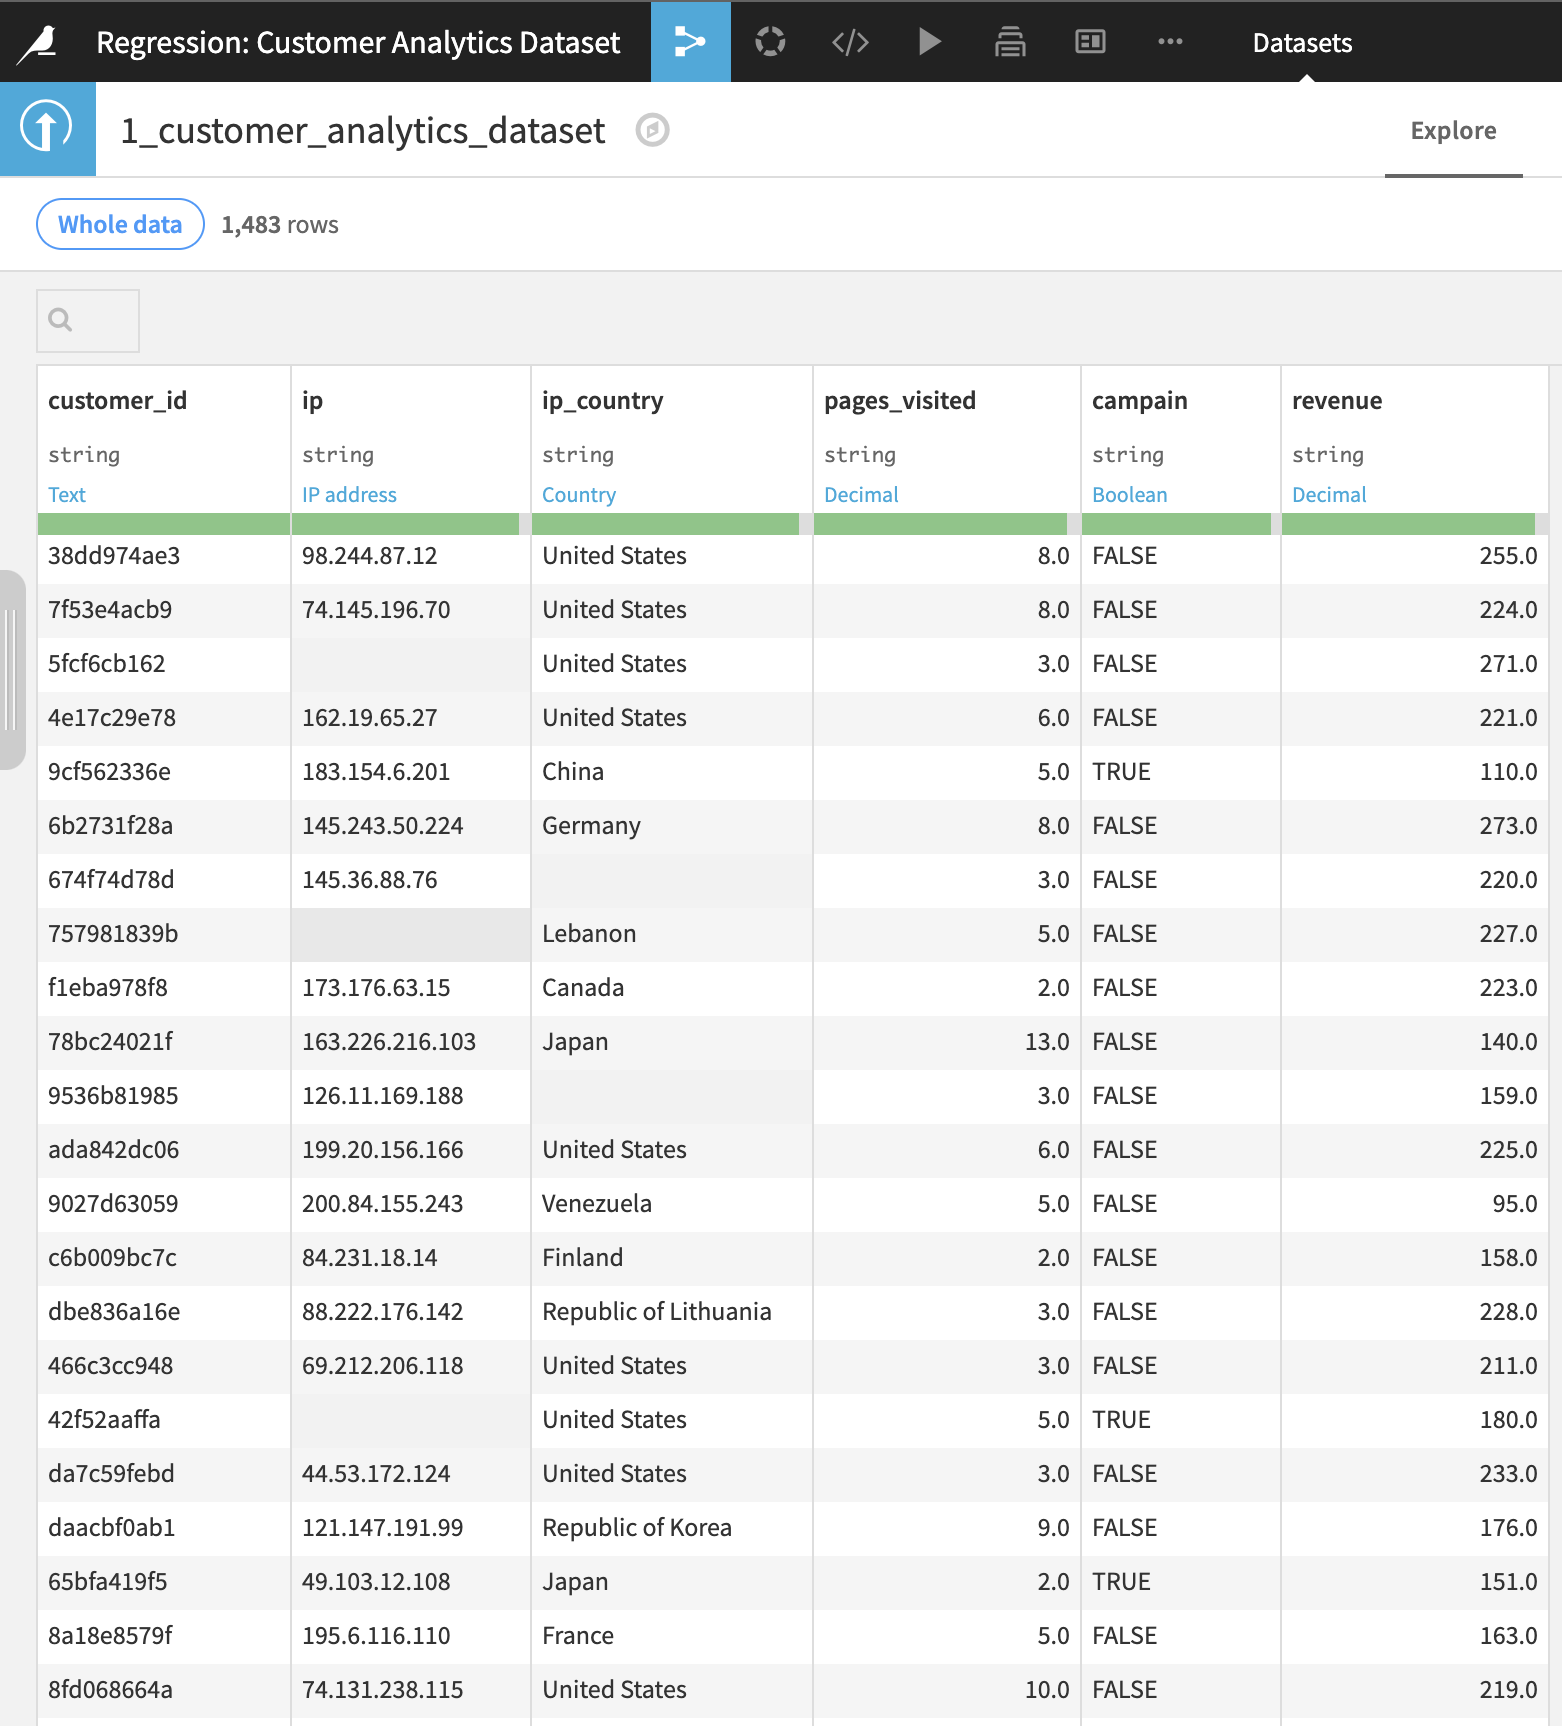 Regression: Customer Analytics Dataset Datasets
1_customer_analytics_dataset Explore
Whole data 1,483 rows
customer_id ip ip_country pages_visited campain revenue
string string string string string string
Text IP address Country Decimal Boolean Decimal
38dd974ae3 98.244.87.12 United States 8.0 FALSE 255.0
7f53e4acb9 74.145.196.70 United States 8.0 FALSE 224.0
5fcf6cb162 United States 3.0 FALSE 271.0
4e17c29e78 162.19.65.27 United States 6.0 FALSE 221.0
9cf562336e 183.154.6.201 China 5.0 TRUE 110.0
6b2731f28a 145.243.50.224 Germany 8.0 FALSE 273.0
674f74d78d 145.36.88.76 3.0 FALSE 220.0
757981839b Lebanon 5.0 FALSE 227.0
f1eba978f8 173.176.63.15 Canada 2.0 FALSE 223.0
78bc24021f 163.226.216.103 Japan 13.0 FALSE 140.0
9536b81985 126.11.169.188 3.0 FALSE 159.0
ada842dc06 199.20.156.166 United States 6.0 FALSE 225.0
9027d63059 200.84.155.243 Venezuela 5.0 FALSE 95.0
c6b009bc7c 84.231.18.14 Finland 2.0 FALSE 158.0
dbe836a16e 88.222.176.142 Republic of Lithuania 3.0 FALSE 228.0
466c3cc948 69.212.206.118 United States 3.0 FALSE 211.0
42f52aaffa United States 5.0 TRUE 180.0
da7c59febd 44.53.172.124 United States 3.0 FALSE 233.0
daacbf0ab1 121.147.191.99 Republic of Korea 9.0 FALSE 176.0
65bfa419f5 49.103.12.108 Japan 2.0 TRUE 151.0
8a18e8579f 195.6.116.110 France 5.0 FALSE 163.0
8fd068664a 74.131.238.115 United States 10.0 FALSE 219.0